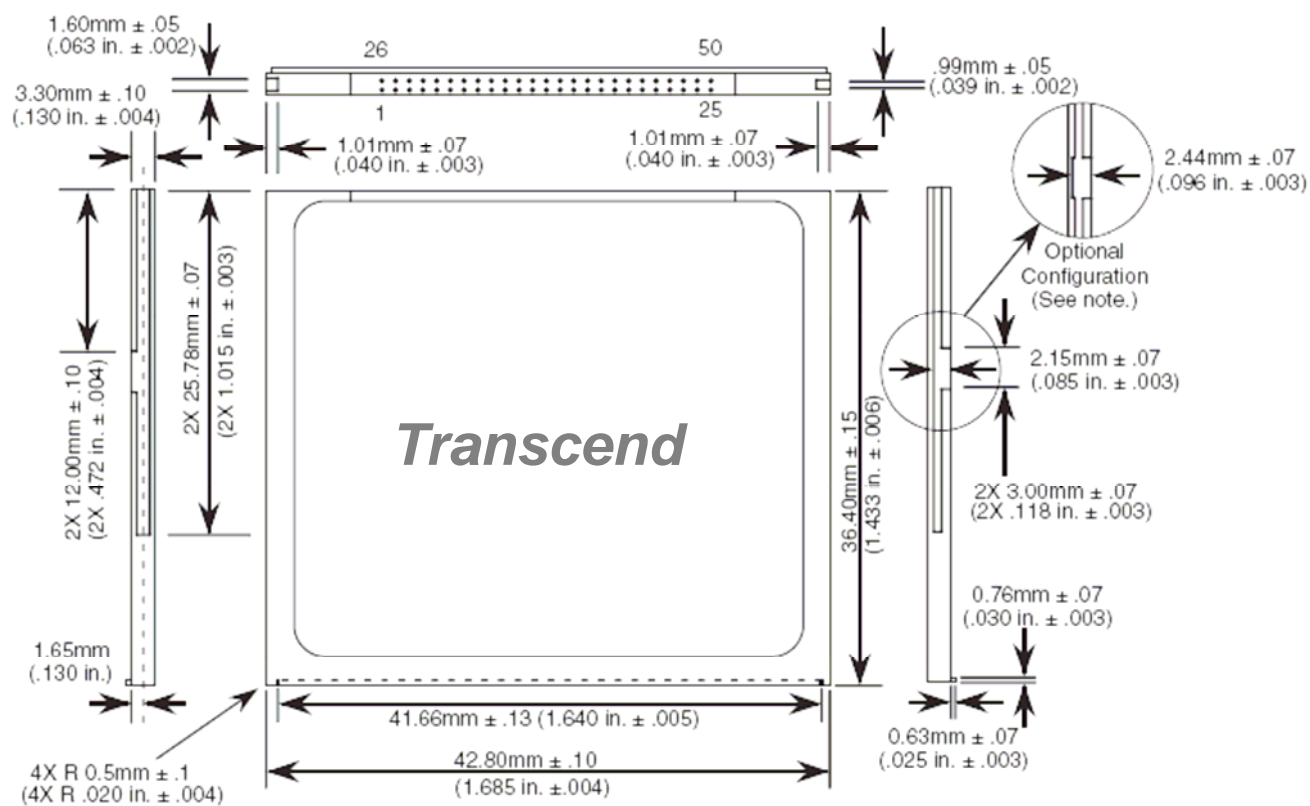 1.60mm ± .05
(.063 in. ± .002)
26
50
.99mm ± .05
(.039 in. ± .002)
3.30mm ± .10
(.130 in. ± .004)
1
25
1.01mm ± .07
(.040 in. ± .003)
1.01mm ± .07
(.040 in. ± .003)
2.44mm ± .07
(.096 in. ± .003)
Optional
Configuration
(See note.)
2X 12.00mm ± .10
(2X .472 in. ± .004)
2X 25.78mm ± .07
(2X 1.015 in. ± .003)
Transcend
36.40mm ± .15
(1.433 in. ± .006)
2.15mm ± .07
(.085 in. ± .003)
2X 3.00mm ± .07
(2X .118 in. ± .003)
0.76mm ± .07
(.030 in. ± .003)
1.65mm
(.130 in.)
41.66mm ± .13 (1.640 in. ± .005)
0.63mm ± .07
(.025 in. ± .003)
42.80mm ± .10
(1.685 in. ± .004)
4X R 0.5mm ± .1
(4X R .020 in. ± .004)